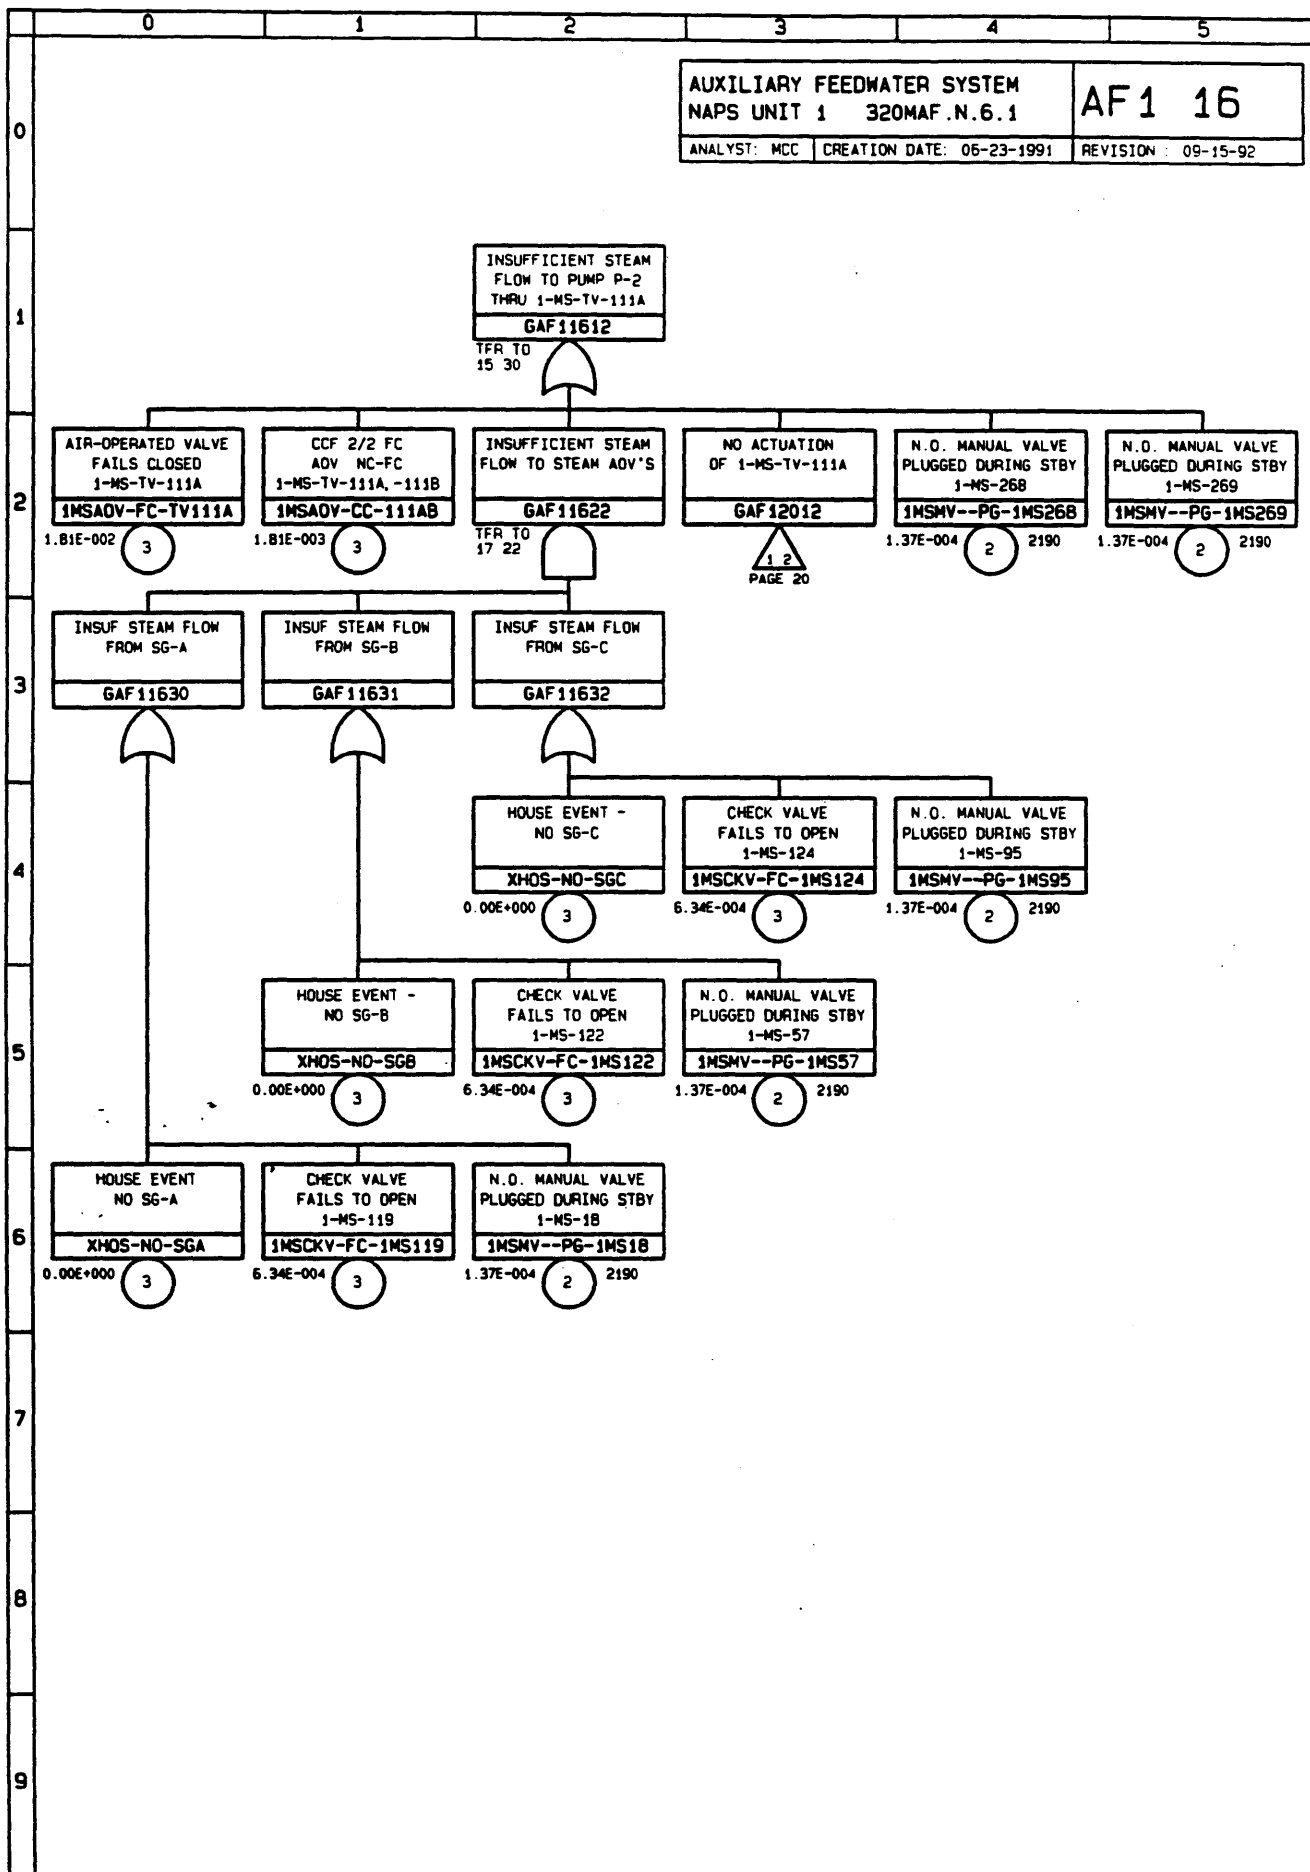 0 1 2 3 4 5
AUXILIARY FEEDWATER SYSTEM
NAPS UNIT 1 320MAF.N.6.1
AF1 16
ANALYST: MCC CREATION DATE: 06-23-1991 REVISION : 09-15-92
0
INSUFFICIENT STEAM
FLOW TO PUMP P-2
THRU 1-MS-TV-111A
GAF11612
TFR TO
15 30
1
AIR-OPERATED VALVE
FAILS CLOSED
1-MS-TV-111A
1MSAOV-FC-TV111A
1.81E-002 3
CCF 2/2 FC
AOV NC-FC
1-MS-TV-111A,-111B
1MSAOV-CC-111AB
1.81E-003 3
INSUFFICIENT STEAM
FLOW TO STEAM AOV'S
GAF11622
TFR TO
17 22
NO ACTUATION
OF 1-MS-TV-111A
GAF12012
1 2
PAGE 20
N.O. MANUAL VALVE
PLUGGED DURING STBY
1-MS-268
1MSMV--PG-1MS268
1.37E-004 2 2190
N.O. MANUAL VALVE
PLUGGED DURING STBY
1-MS-269
1MSMV--PG-1MS269
1.37E-004 2 2190
2
INSUF STEAM FLOW
FROM SG-A
GAF11630
INSUF STEAM FLOW
FROM SG-B
GAF11631
INSUF STEAM FLOW
FROM SG-C
GAF11632
3
HOUSE EVENT -
NO SG-C
XHOS-NO-SGC
0.00E+000 3
CHECK VALVE
FAILS TO OPEN
1-MS-124
1MSCKV-FC-1MS124
6.34E-004 3
N.O. MANUAL VALVE
PLUGGED DURING STBY
1-MS-95
1MSMV--PG-1MS95
1.37E-004 2 2190
4
HOUSE EVENT -
NO SG-B
XHOS-NO-SGB
0.00E+000 3
CHECK VALVE
FAILS TO OPEN
1-MS-122
1MSCKV-FC-1MS122
6.34E-004 3
N.O. MANUAL VALVE
PLUGGED DURING STBY
1-MS-57
1MSMV--PG-1MS57
1.37E-004 2 2190
5
HOUSE EVENT
NO SG-A
XHOS-NO-SGA
0.00E+000 3
CHECK VALVE
FAILS TO OPEN
1-MS-119
1MSCKV-FC-1MS119
6.34E-004 3
N.O. MANUAL VALVE
PLUGGED DURING STBY
1-MS-18
1MSMV--PG-1MS18
1.37E-004 2 2190
6
7
8
9